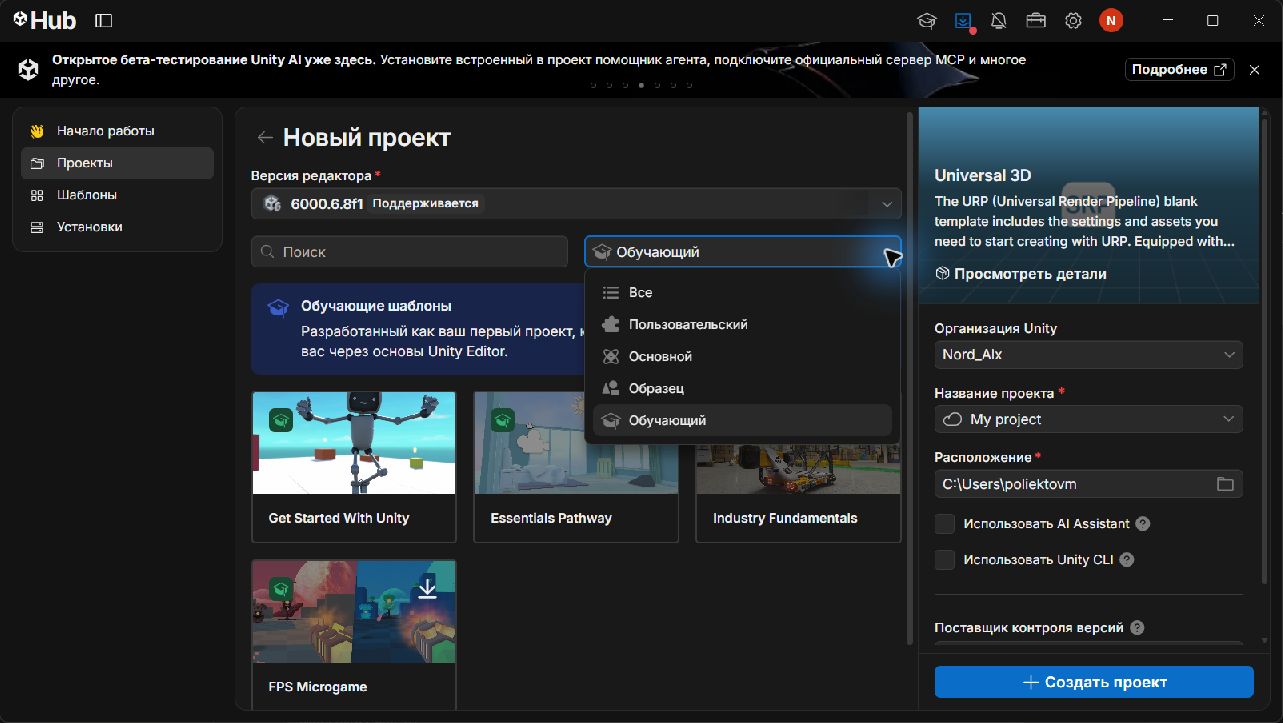 Hub
N
Открытое бета-тестирование Unity AI уже здесь. Установите встроенный в проект помощник агента, подключите официальный сервер MCP и многое
другое.
Подробнее
Начало работы
Проекты
Шаблоны
Установки
Новый проект
Версия редактора *
6000.6.8f1 Поддерживается
Поиск
Обучающий
Все
Пользовательский
Основной
Образец
Обучающий
Обучающие шаблоны
Разработанный как ваш первый проект,
вас через основы Unity Editor.
Get Started With Unity
Essentials Pathway
Industry Fundamentals
FPS Microgame
SRP
Universal 3D
The URP (Universal Render Pipeline) blank
template includes the settings and assets you
need to start creating with URP. Equipped with...
Просмотреть детали
Организация Unity
Nord_Alx
Название проекта *
My project
Расположение *
C:\Users\poliektovm
Использовать AI Assistant ?
Использовать Unity CLI ?
Поставщик контроля версий ?
Создать проект